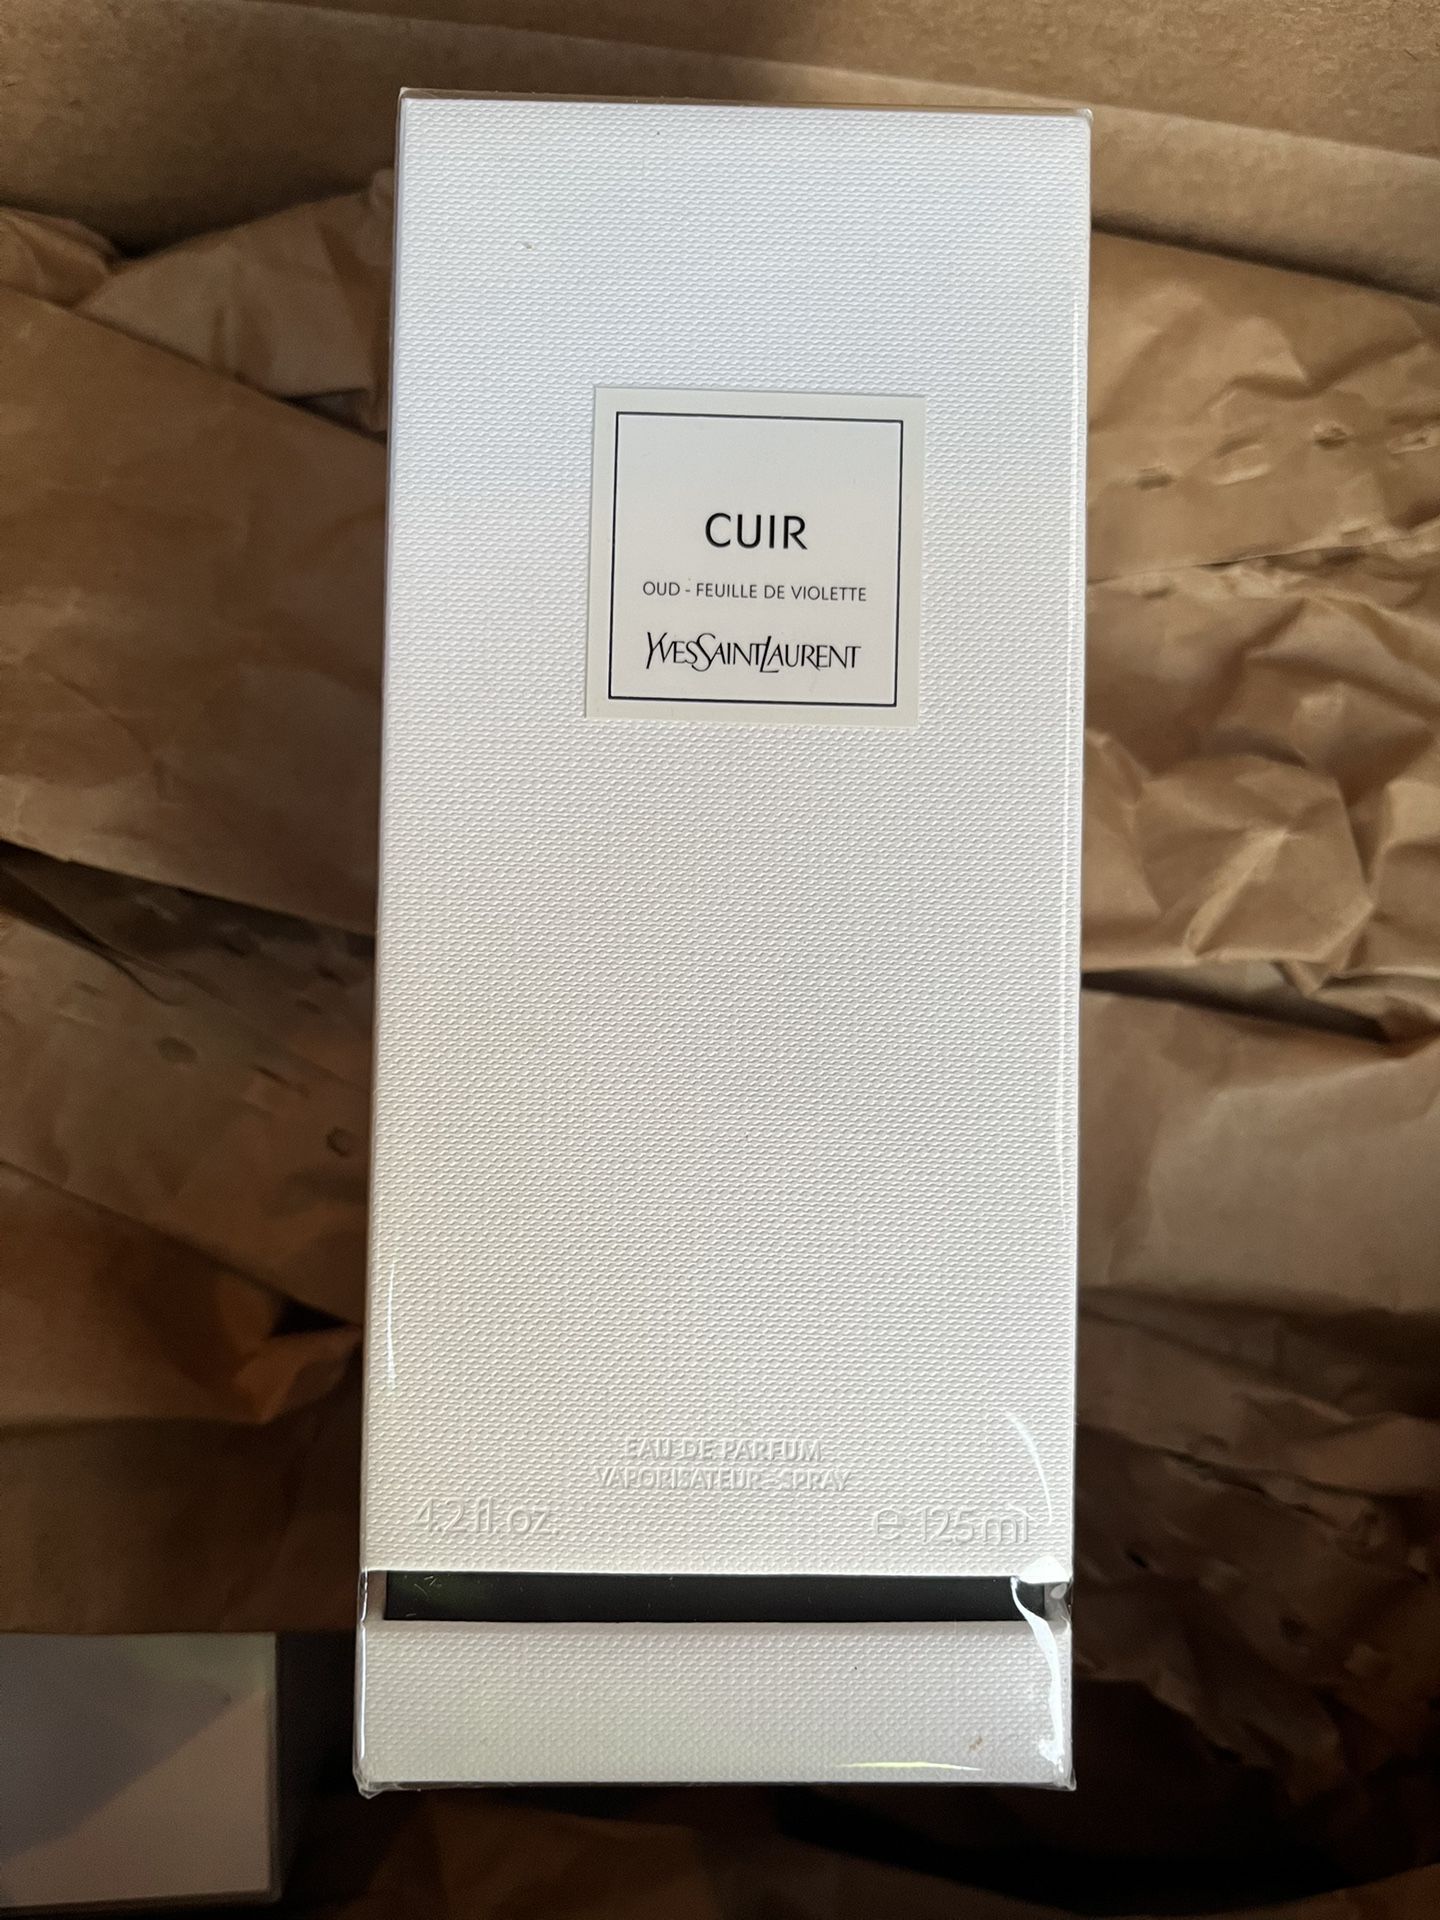 CUIR
OUD - FEUILLE DE VIOLETTE
YVESSAINTLAURENT
EAU DE PARFUM
VAPORISATEUR - SPRAY
4.2 fl. oz. e 125 ml